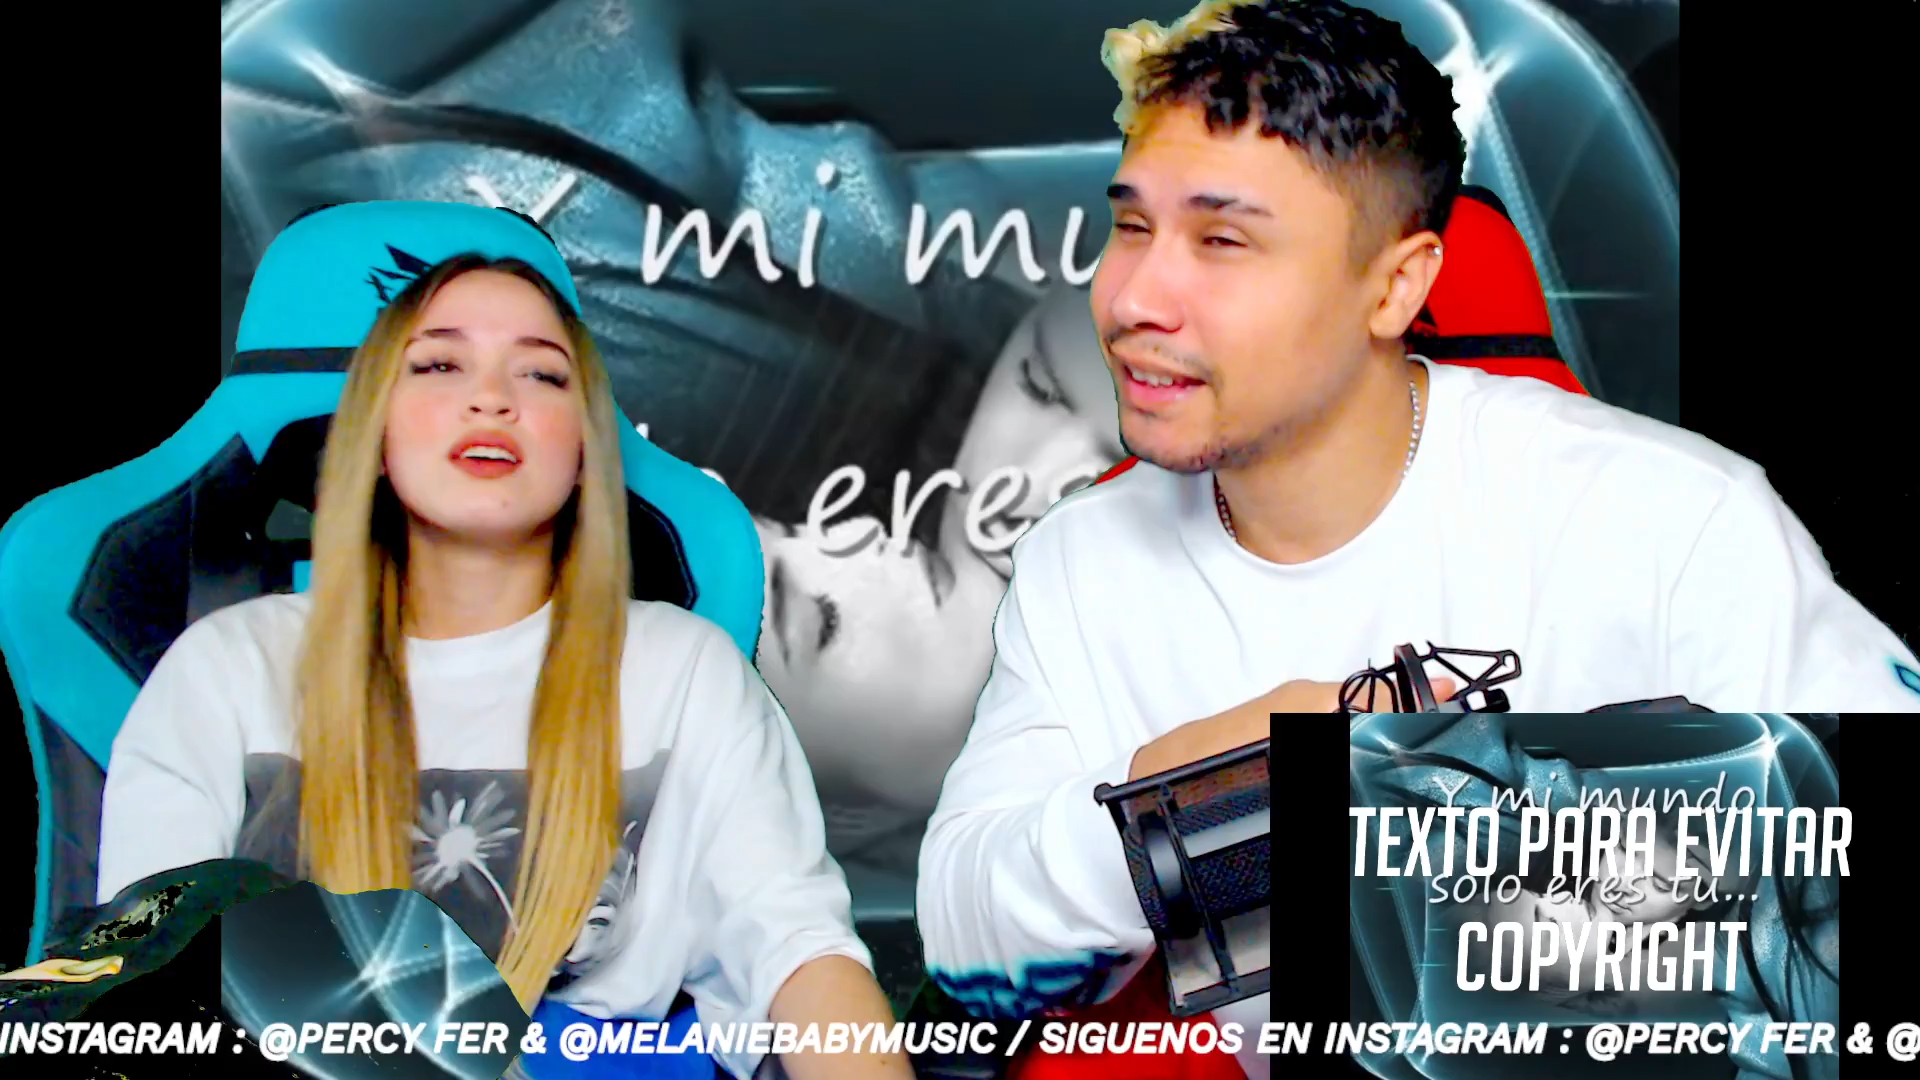 Y mi mu
eres
Y mi mundo
TEXTO PARA EVITAR
solo eres tu...
COPYRIGHT
INSTAGRAM : @PERCY FER & @MELANIEBABYMUSIC / SIGUENOS EN INSTAGRAM : @PERCY FER & @